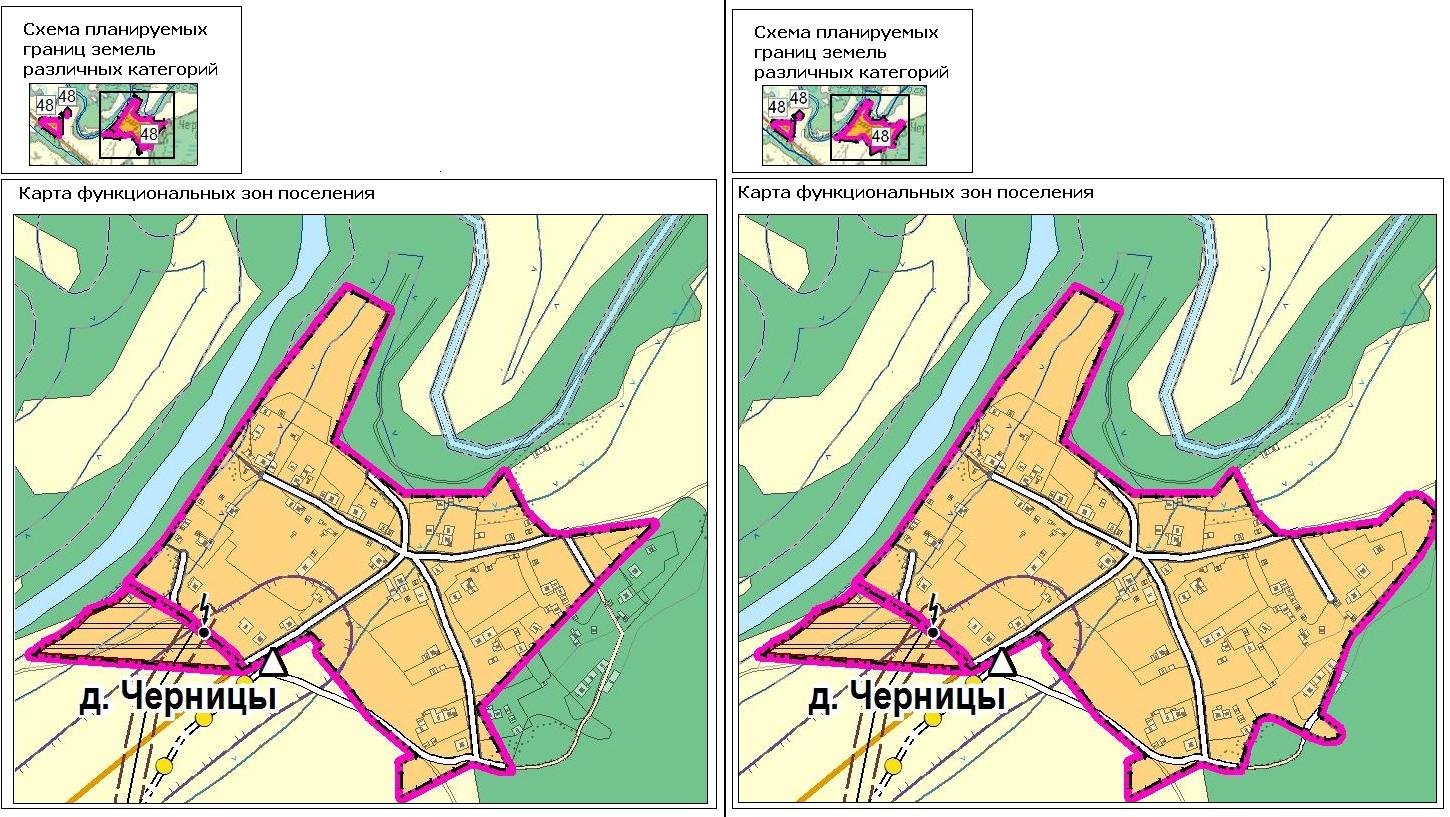 Схема планируемых
границ земель
различных категорий
48
48
48
Карта функциональных зон поселения
д. Черницы
Схема планируемых
границ земель
различных категорий
48
48
48
Карта функциональных зон поселения
д. Черницы